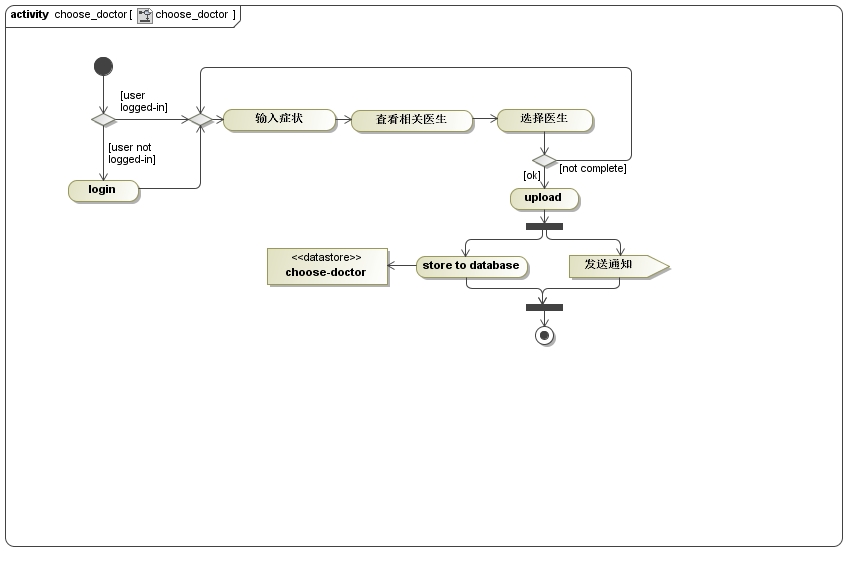 activity choose_doctor [ choose_doctor ]
[user
logged-in]
[user not
logged-in]
login
输入症状
查看相关医生
选择医生
[not complete]
[ok]
upload
<<datastore>>
choose-doctor
store to database
发送通知